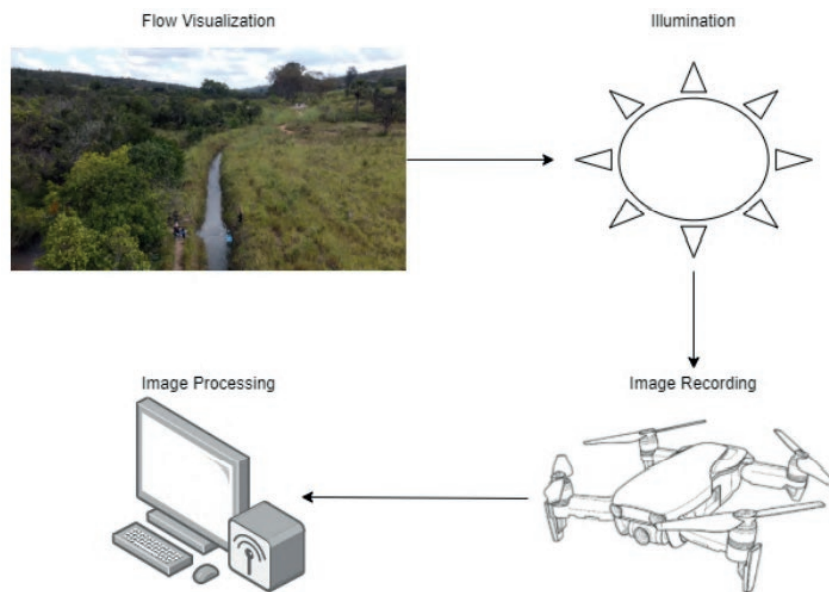 Flow Visualization
Illumination
Image Processing
Image Recording